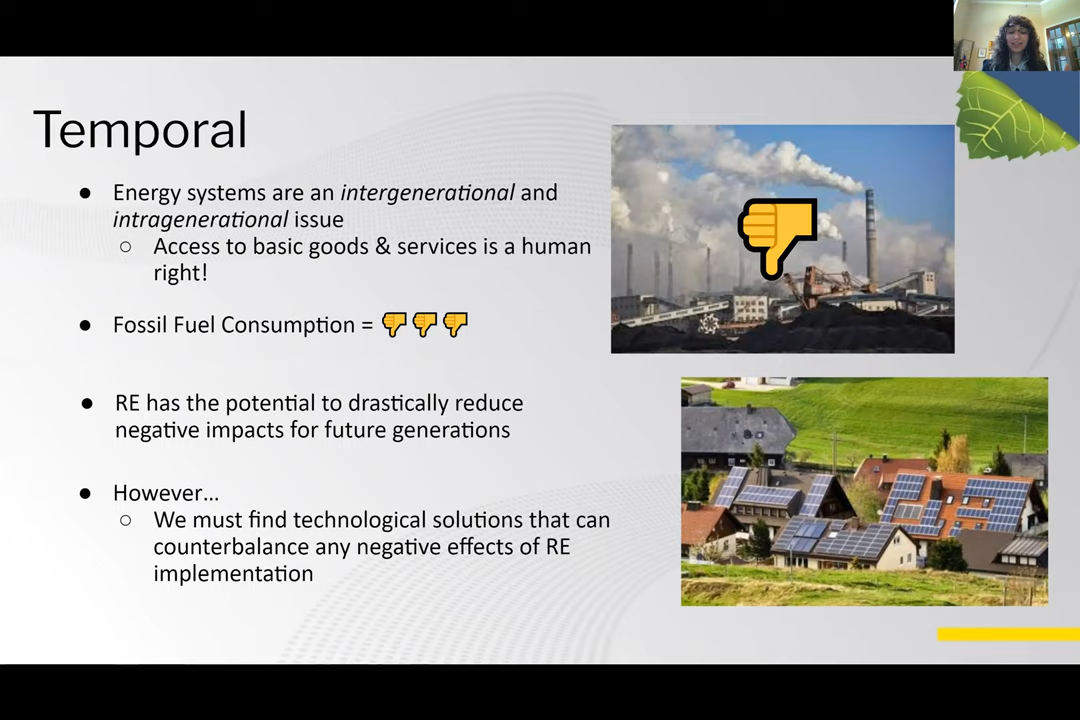 Temporal
● Energy systems are an intergenerational and
intragenerational issue
○ Access to basic goods & services is a human
right!
● Fossil Fuel Consumption = 👎👎👎
● RE has the potential to drastically reduce
negative impacts for future generations
● However…
○ We must find technological solutions that can
counterbalance any negative effects of RE
implementation